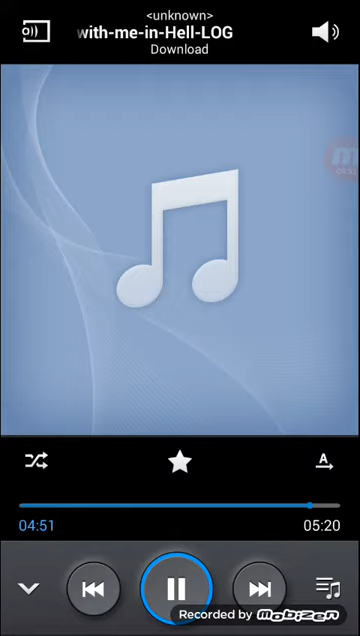 <unknown>
with-me-in-Hell-LOG
Download
A
04:51
05:20
Recorded by mobizen